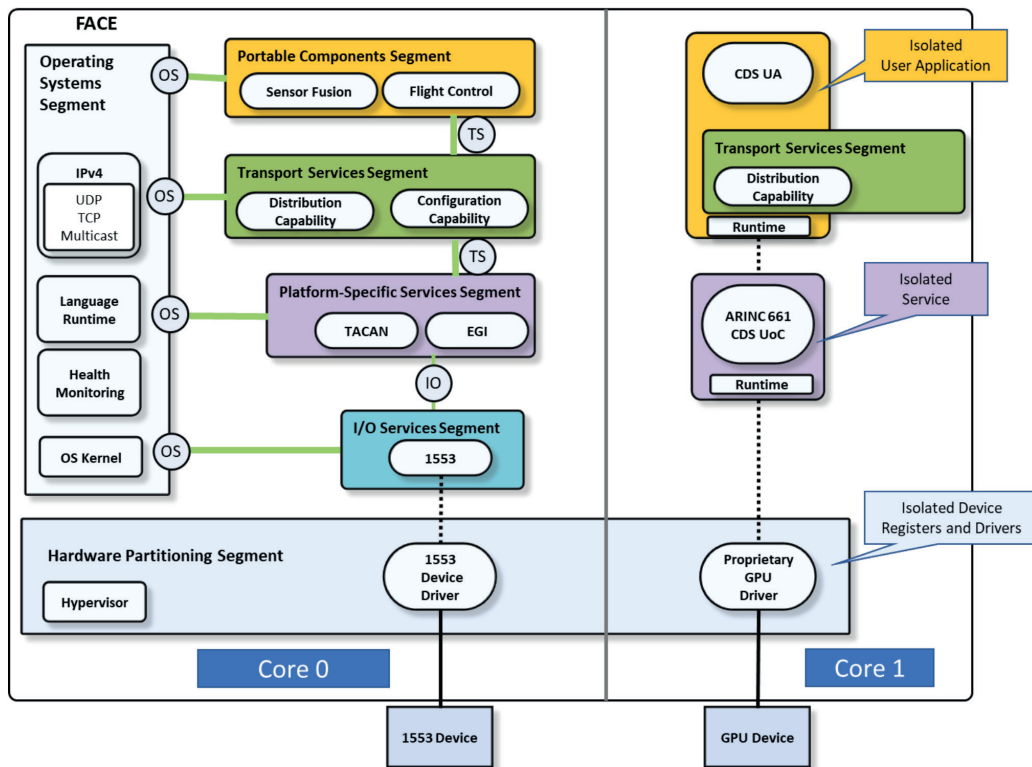 FACE
Operating
Systems
Segment
IPv4
UDP
TCP
Multicast
Language
Runtime
Health
Monitoring
OS Kernel
OS
OS
OS
OS
Portable Components Segment
Sensor Fusion
Flight Control
TS
Transport Services Segment
Distribution
Capability
Configuration
Capability
TS
Platform-Specific Services Segment
TACAN
EGI
IO
I/O Services Segment
1553
Hardware Partitioning Segment
Hypervisor
1553
Device
Driver
Core 0
1553 Device
CDS UA
Isolated
User Application
Transport Services Segment
Distribution
Capability
Runtime
ARINC 661
CDS UoC
Runtime
Isolated
Service
Isolated Device
Registers and Drivers
Proprietary
GPU
Driver
Core 1
GPU Device